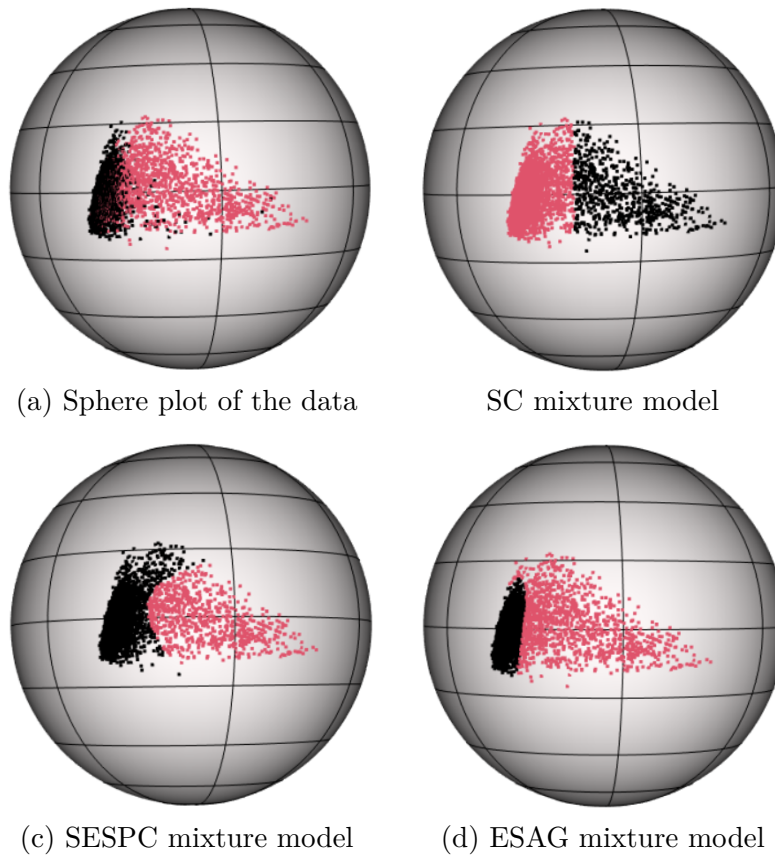 (a) Sphere plot of the data
SC mixture model
(c) SESPC mixture model
(d) ESAG mixture model